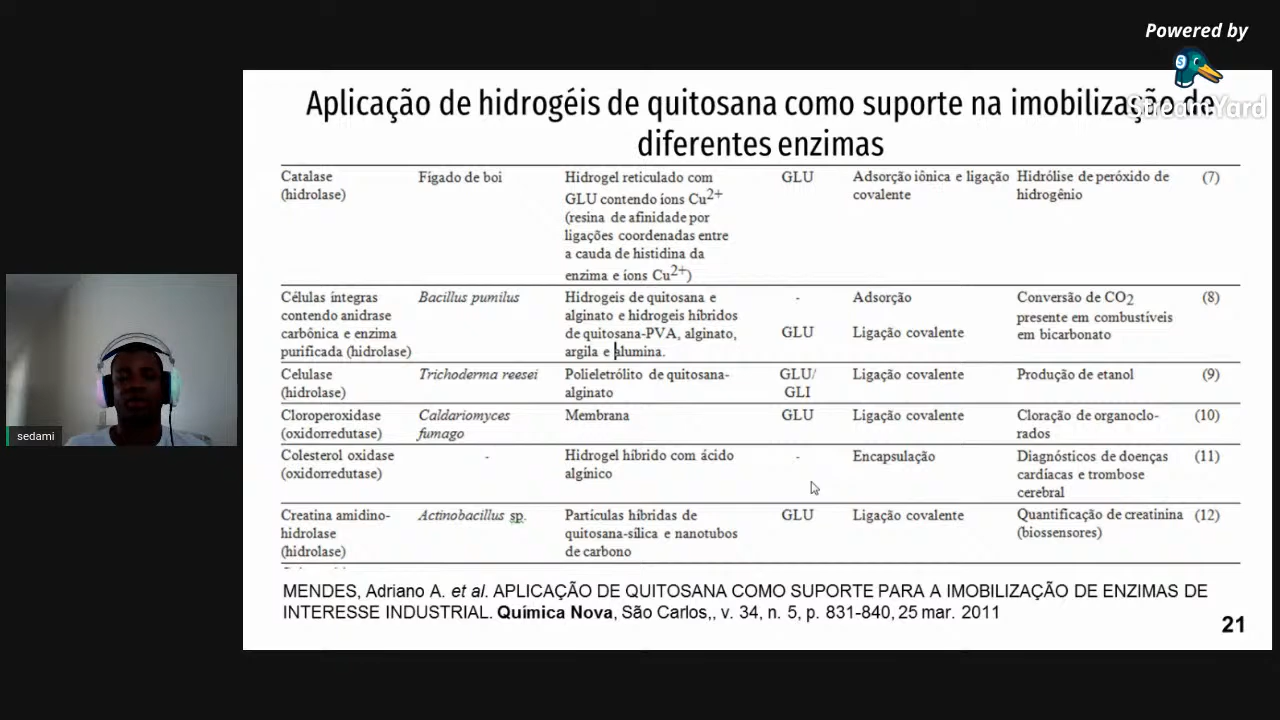 Powered by
StreamYard
Aplicação de hidrogéis de quitosana como suporte na imobilização de
diferentes enzimas
Catalase
(hidrolase)
Fígado de boi
Hidrogel reticulado com
GLU contendo íons Cu2+
(resina de afinidade por
ligações coordenadas entre
a cauda de histidina da
enzima e íons Cu2+)
GLU
Adsorção iônica e ligação
covalente
Hidrólise de peróxido de
hidrogênio
(7)
Células íntegras
contendo anidrase
carbônica e enzima
purificada (hidrolase)
Bacillus pumilus
Hidrogeis de quitosana e
alginato e hidrogeis híbridos
de quitosana-PVA, alginato,
argila e alumina.
-
GLU
Adsorção
Ligação covalente
Conversão de CO2
presente em combustíveis
em bicarbonato
(8)
Celulase
(hidrolase)
Trichoderma reesei
Polieletrólito de quitosana-
alginato
GLU/
GLI
Ligação covalente
Produção de etanol
(9)
Cloroperoxidase
(oxidorredutase)
Caldariomyces
fumago
Membrana
GLU
Ligação covalente
Cloração de organoclo-
rados
(10)
Colesterol oxidase
(oxidorredutase)
-
Hidrogel híbrido com ácido
algínico
-
Encapsulação
Diagnósticos de doenças
cardíacas e trombose
cerebral
(11)
Creatina amidino-
hidrolase
(hidrolase)
Actinobacillus sp.
Partículas híbridas de
quitosana-sílica e nanotubos
de carbono
GLU
Ligação covalente
Quantificação de creatinina
(biossensores)
(12)
MENDES, Adriano A. et al. APLICAÇÃO DE QUITOSANA COMO SUPORTE PARA A IMOBILIZAÇÃO DE ENZIMAS DE
INTERESSE INDUSTRIAL. Química Nova, São Carlos,, v. 34, n. 5, p. 831-840, 25 mar. 2011
21
sedami